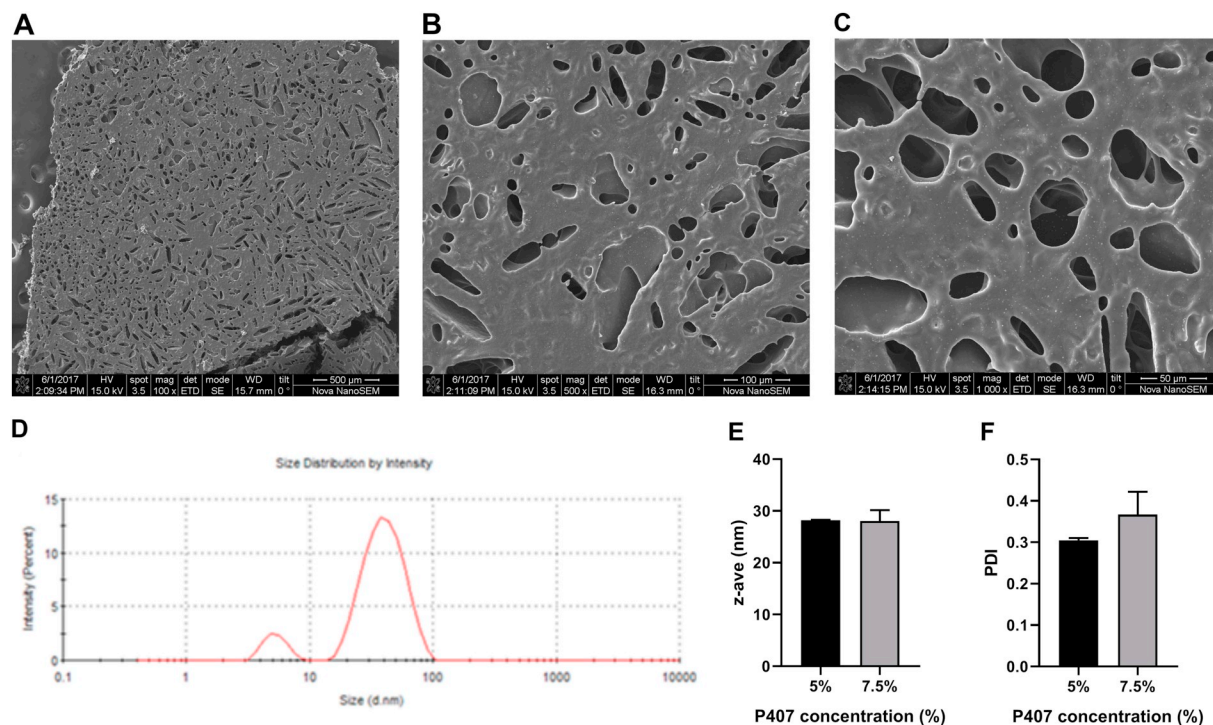 A
B
C
6/1/2017 HV spot mag det mode WD tilt 500 µm
2:09:34 PM 15.0 kV 3.5 100 x ETD SE 15.7 mm 0 ° Nova NanoSEM
6/1/2017 HV spot mag det mode WD tilt 100 µm
2:11:09 PM 15.0 kV 3.5 500 x ETD SE 16.3 mm 0 ° Nova NanoSEM
6/1/2017 HV spot mag det mode WD tilt 50 µm
2:14:15 PM 15.0 kV 3.5 1 000 x ETD SE 16.3 mm 0 ° Nova NanoSEM
D
Size Distribution by Intensity
Intensity (Percent)
15
10
5
0
0.1 1 10 100 1000 10000
Size (d.nm)
E
z-ave (nm)
40
30
20
10
0
5% 7.5%
P407 concentration (%)
F
PDI
0.5
0.4
0.3
0.2
0.1
0.0
5% 7.5%
P407 concentration (%)